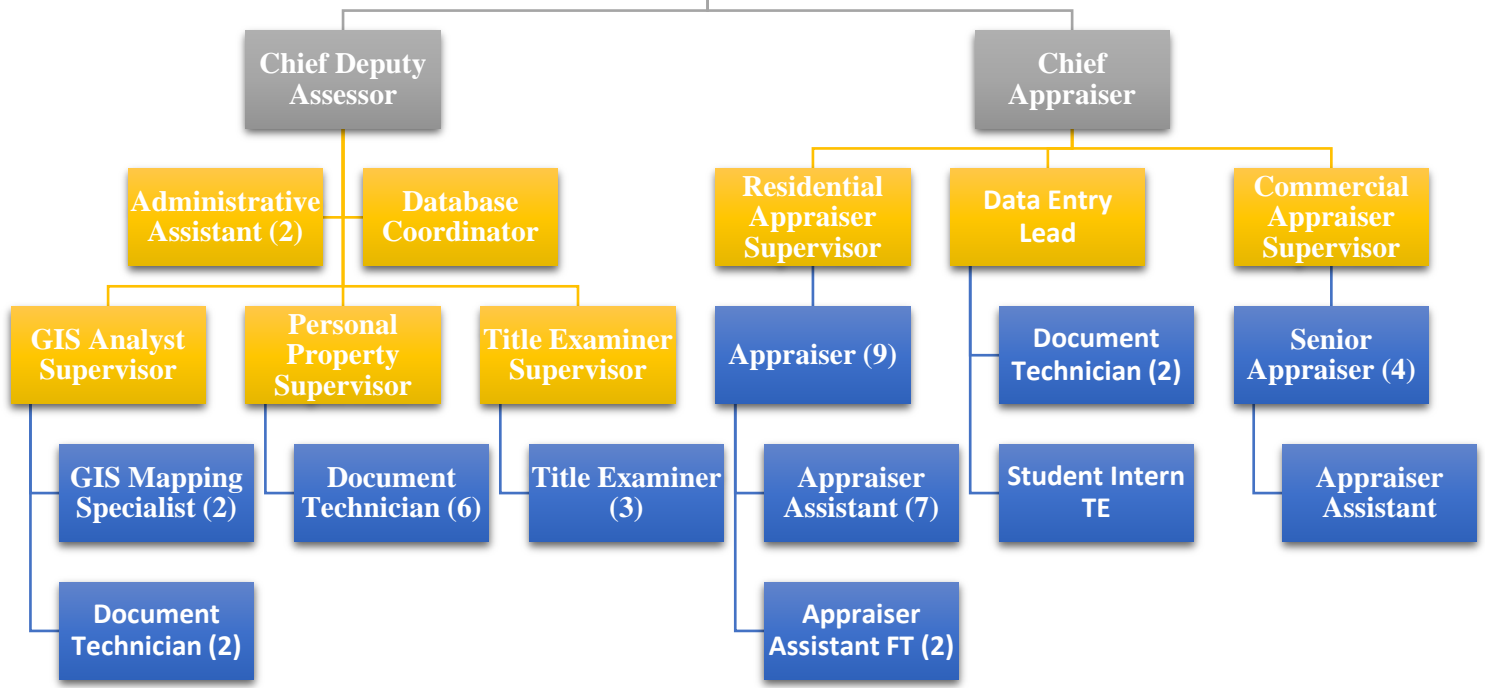 Chief Deputy
Assessor
Chief
Appraiser
Administrative
Assistant (2)
Database
Coordinator
Residential
Appraiser
Supervisor
Data Entry
Lead
Commercial
Appraiser
Supervisor
GIS Analyst
Supervisor
Personal
Property
Supervisor
Title Examiner
Supervisor
Appraiser (9)
Document
Technician (2)
Senior
Appraiser (4)
GIS Mapping
Specialist (2)
Document
Technician (6)
Title Examiner
(3)
Appraiser
Assistant (7)
Student Intern
TE
Appraiser
Assistant
Document
Technician (2)
Appraiser
Assistant FT (2)